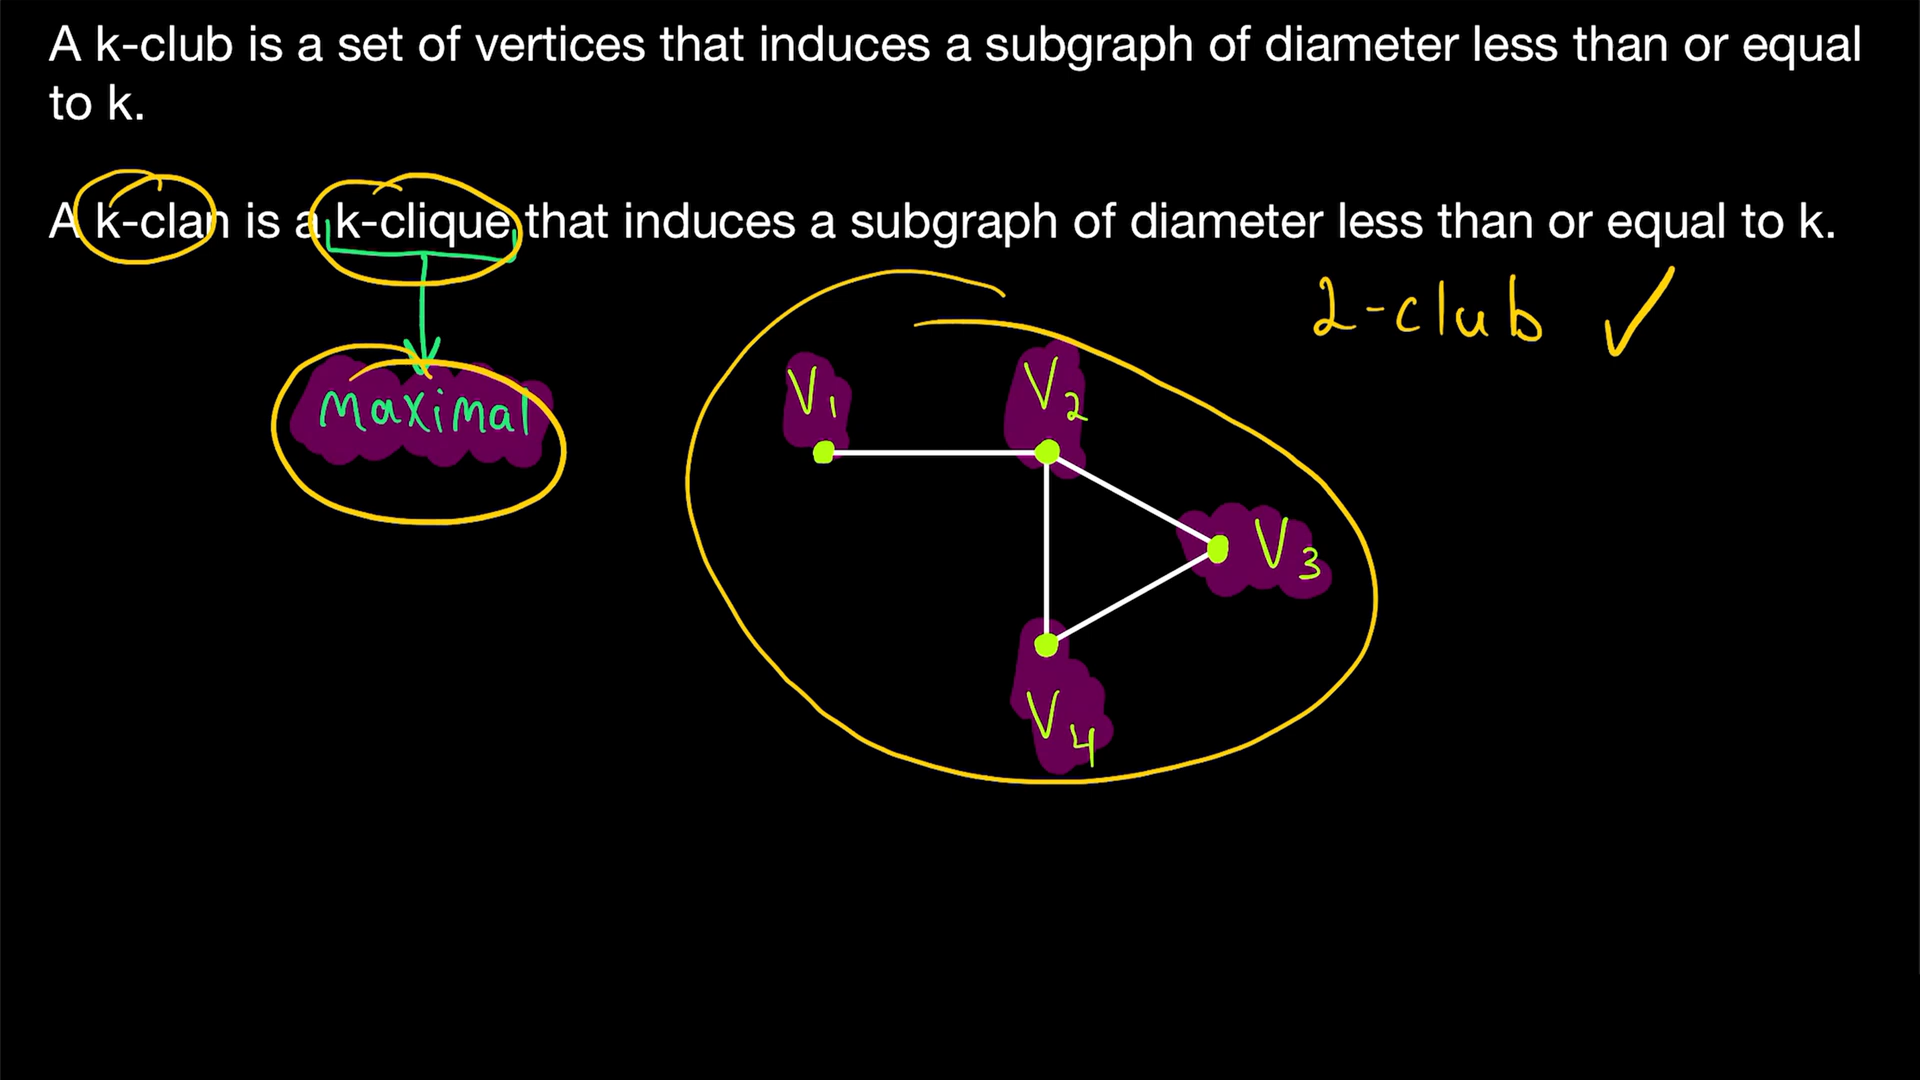 A k-club is a set of vertices that induces a subgraph of diameter less than or equal
to k.
A k-clan is a k-clique that induces a subgraph of diameter less than or equal to k.
2-club ✓
Maximal
V1
V2
V3
V4